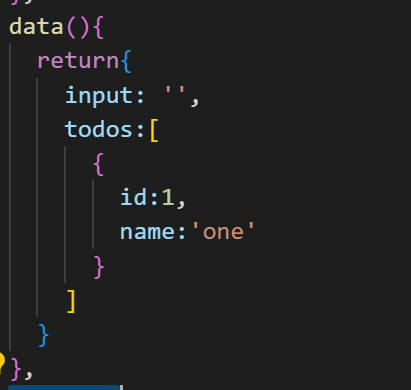 data(){
return{
input: '',
todos:[
{
id:1,
name:'one'
}
]
}
},